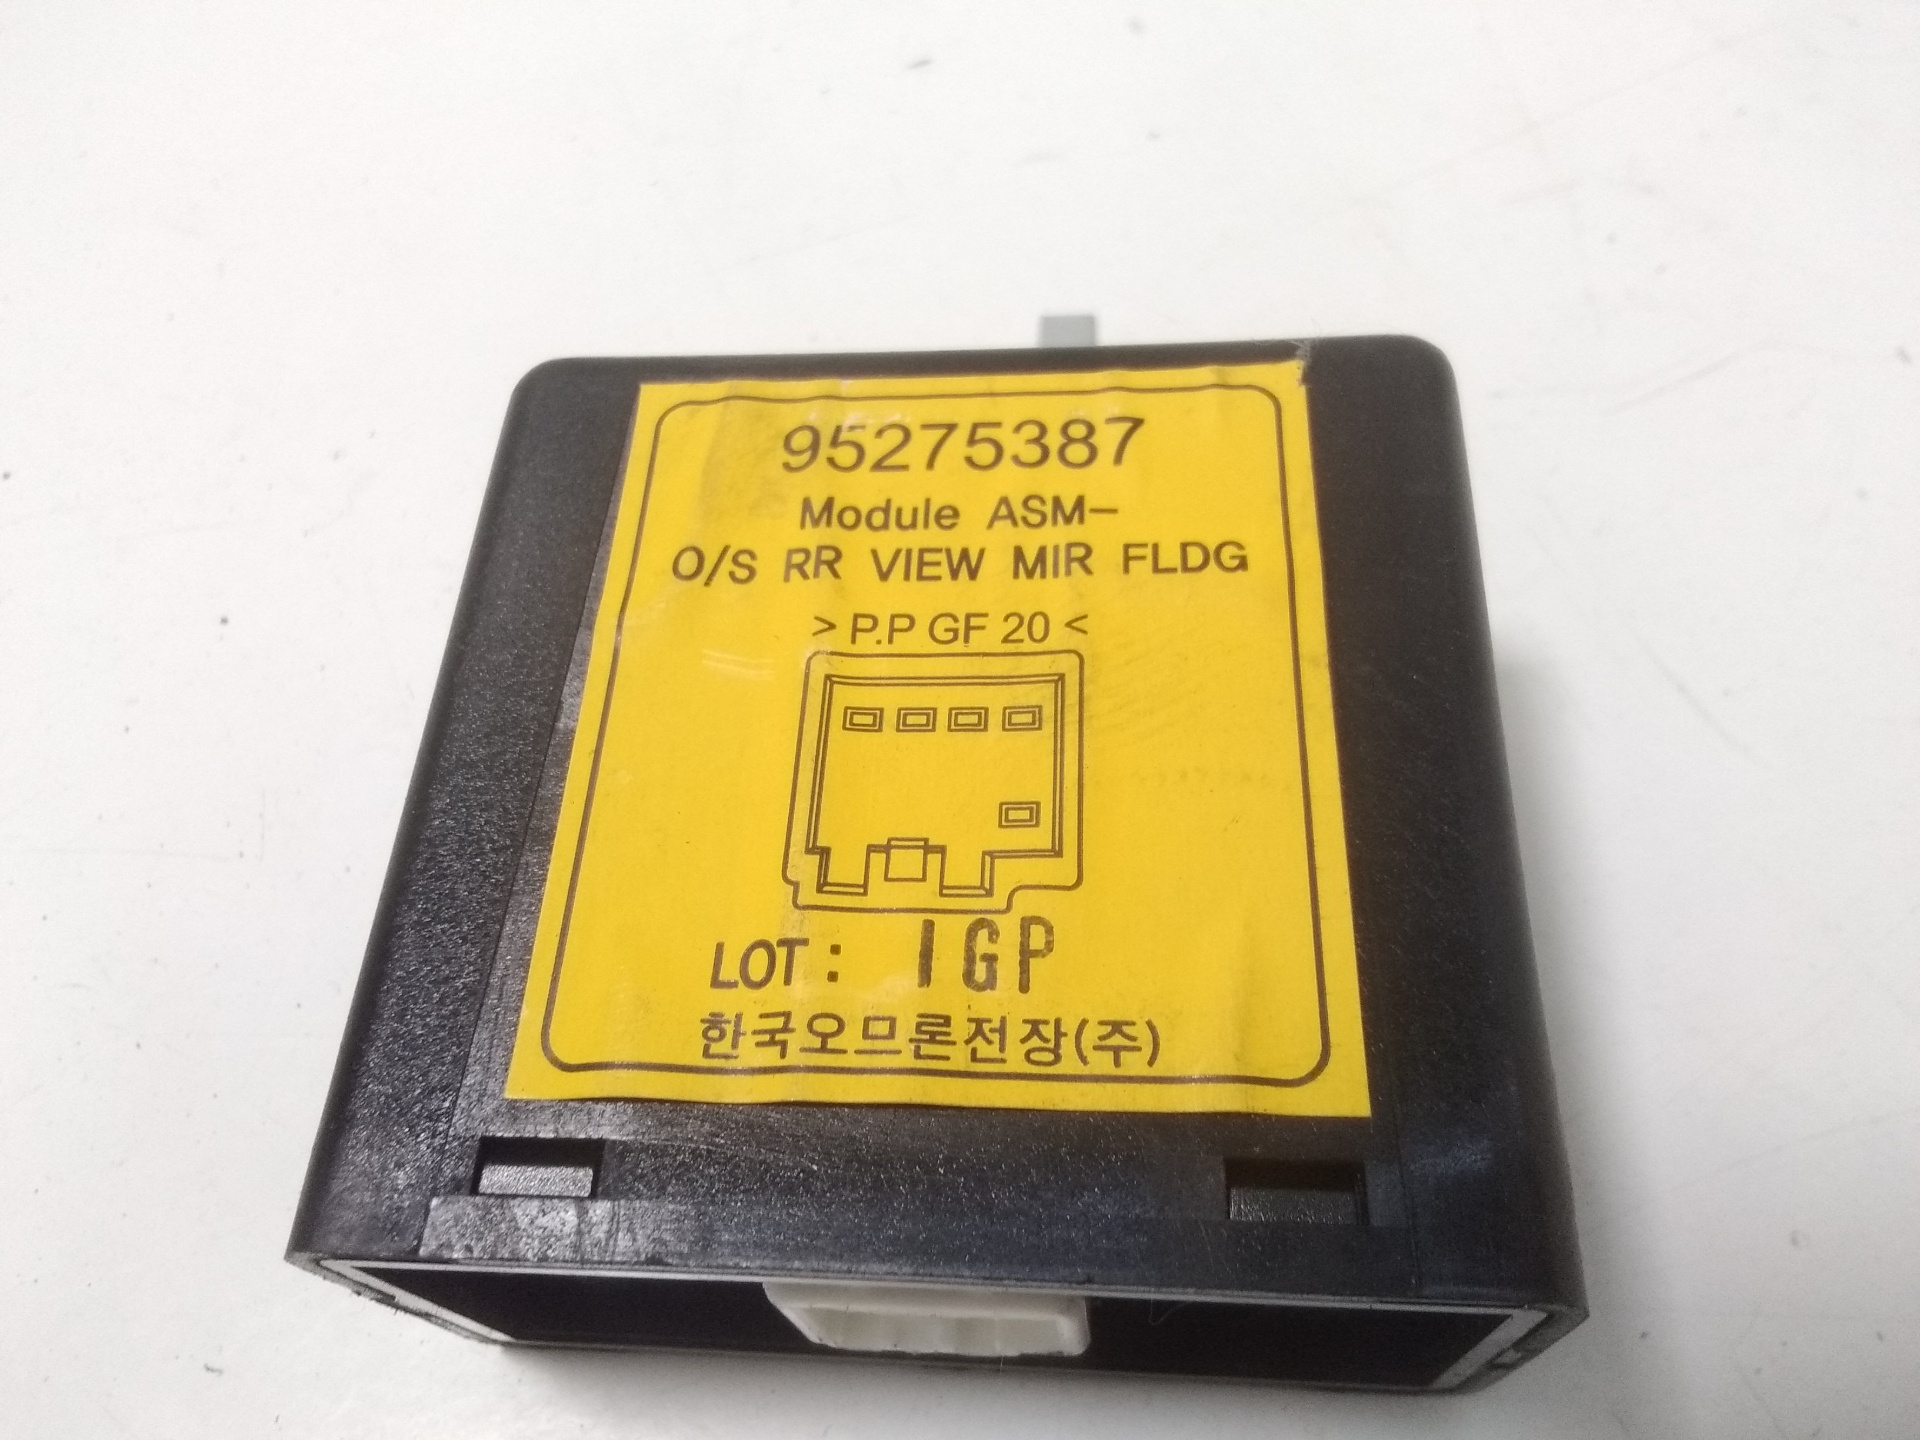 95275387
Module ASM-
O/S RR VIEW MIR FLDG
> P.P GF 20 <
LOT: IGP
한국오므론전장(주)